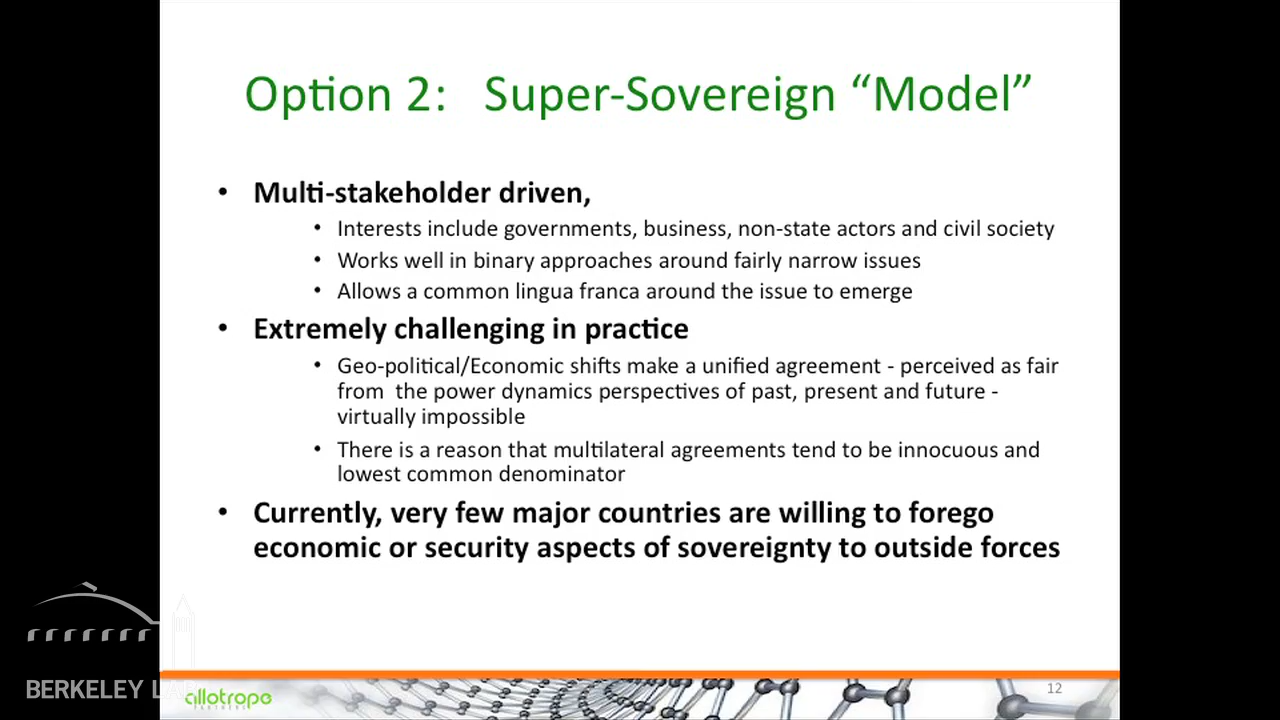 Option 2: Super-Sovereign “Model”
• Multi-stakeholder driven,
• Interests include governments, business, non-state actors and civil society
• Works well in binary approaches around fairly narrow issues
• Allows a common lingua franca around the issue to emerge
• Extremely challenging in practice
• Geo-political/Economic shifts make a unified agreement - perceived as fair
from the power dynamics perspectives of past, present and future -
virtually impossible
• There is a reason that multilateral agreements tend to be innocuous and
lowest common denominator
• Currently, very few major countries are willing to forego
economic or security aspects of sovereignty to outside forces
BERKELEY LAB
allotrope
PARTNERS
12